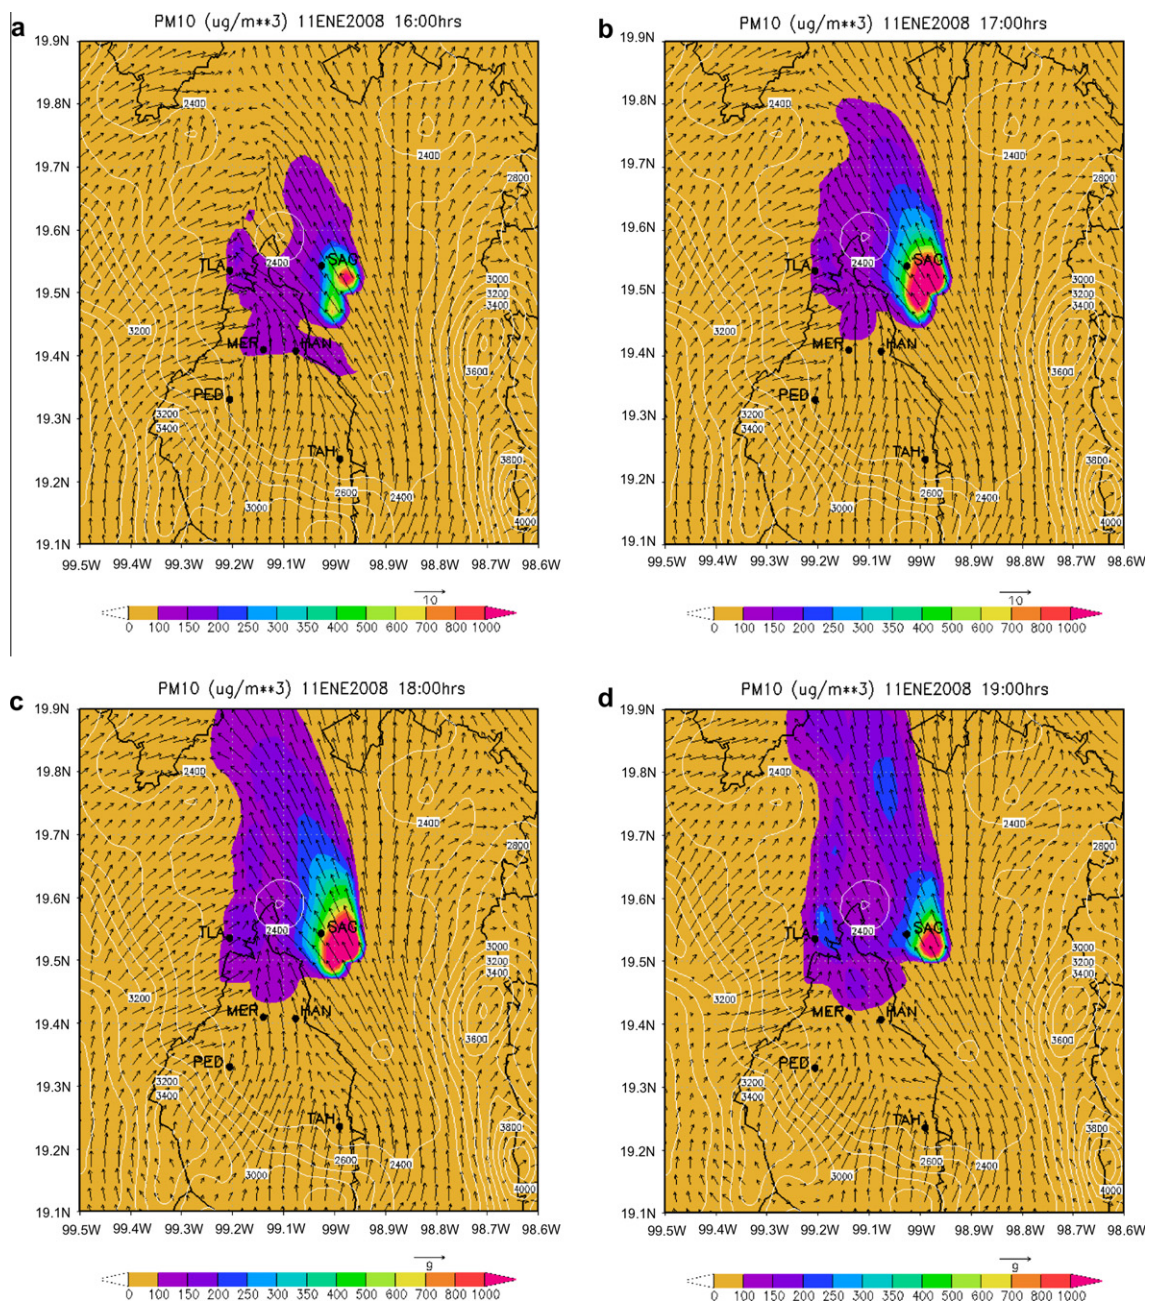 a
PM10 (ug/m**3) 11ENE2008 16:00hrs
19.9N
19.8N
19.7N
19.6N
19.5N
19.4N
19.3N
19.2N
19.1N
2400
2400
2400
3200
3200
3400
3000
2600
2400
2800
3000
3200
3400
3600
3800
4000
TLA
SAG
MER
HAN
PED
TAH
99.5W 99.4W 99.3W 99.2W 99.1W 99W 98.9W 98.8W 98.7W 98.6W
10
0 100 150 200 250 300 350 400 500 600 700 800 1000
b
PM10 (ug/m**3) 11ENE2008 17:00hrs
19.9N
19.8N
19.7N
19.6N
19.5N
19.4N
19.3N
19.2N
19.1N
2400
2400
2400
3200
3200
3400
3000
2600
2400
2800
3000
3200
3400
3600
3800
4000
TLA
SAG
MER
HAN
PED
TAH
99.5W 99.4W 99.3W 99.2W 99.1W 99W 98.9W 98.8W 98.7W 98.6W
10
0 100 150 200 250 300 350 400 500 600 700 800 1000
c
PM10 (ug/m**3) 11ENE2008 18:00hrs
19.9N
19.8N
19.7N
19.6N
19.5N
19.4N
19.3N
19.2N
19.1N
2400
2400
2400
3200
3200
3400
3000
2600
2400
2800
3000
3200
3400
3600
3800
4000
TLA
SAG
MER
HAN
PED
TAH
99.5W 99.4W 99.3W 99.2W 99.1W 99W 98.9W 98.8W 98.7W 98.6W
9
0 100 150 200 250 300 350 400 500 600 700 800 1000
d
PM10 (ug/m**3) 11ENE2008 19:00hrs
19.9N
19.8N
19.7N
19.6N
19.5N
19.4N
19.3N
19.2N
19.1N
2400
2400
2400
3200
3200
3400
3000
2600
2400
2800
3000
3200
3400
3600
3800
4000
TLA
SAG
MER
HAN
PED
TAH
99.5W 99.4W 99.3W 99.2W 99.1W 99W 98.9W 98.8W 98.7W 98.6W
9
0 100 150 200 250 300 350 400 500 600 700 800 1000